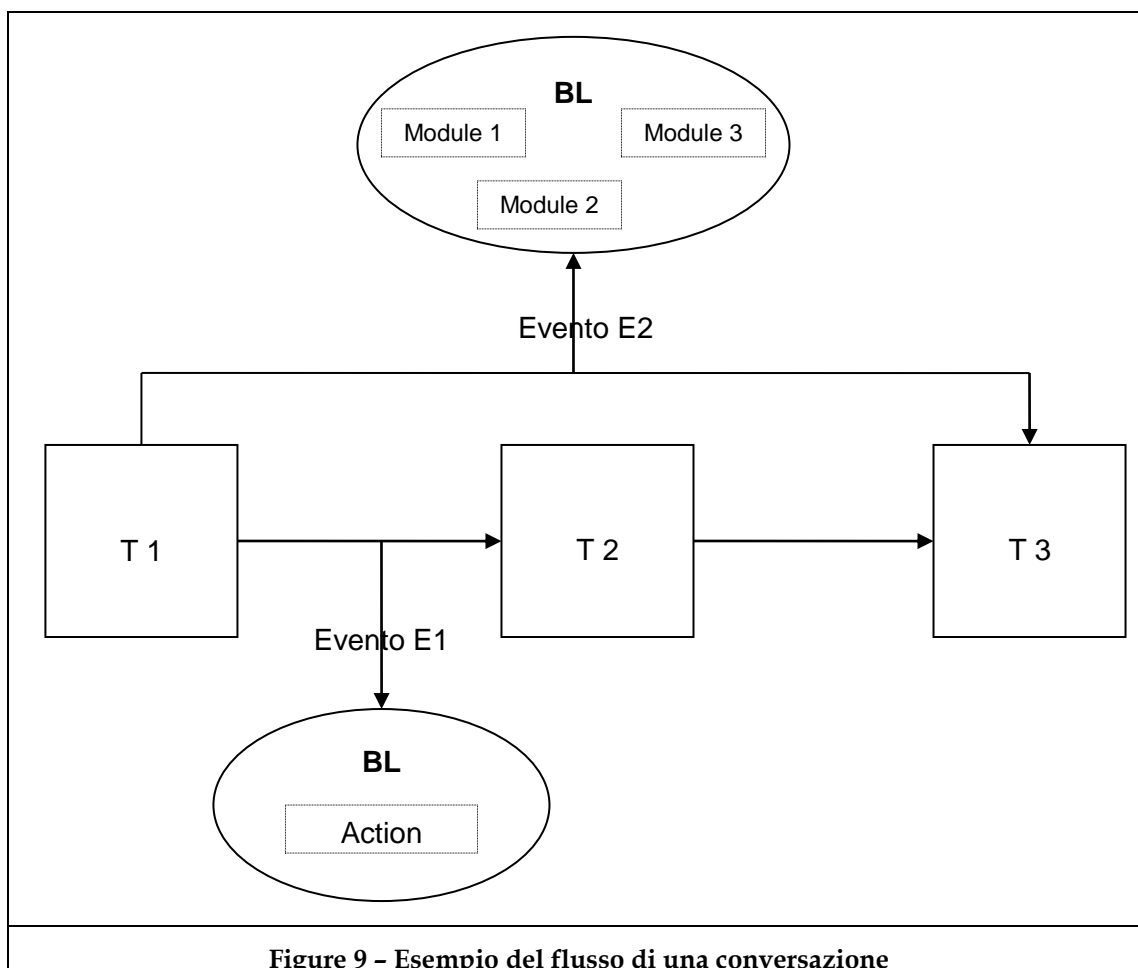 BL
Module 1
Module 3
Module 2
Evento E2
T 1
T 2
T 3
Evento E1
BL
Action
Figure 9 – Esempio del flusso di una conversazione